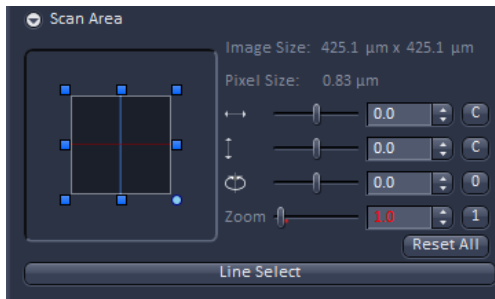 Scan Area
Image Size: 425.1 µm x 425.1 µm
Pixel Size: 0.83 µm
0.0 C
0.0 C
0.0 0
Zoom 1.0 1
Reset All
Line Select